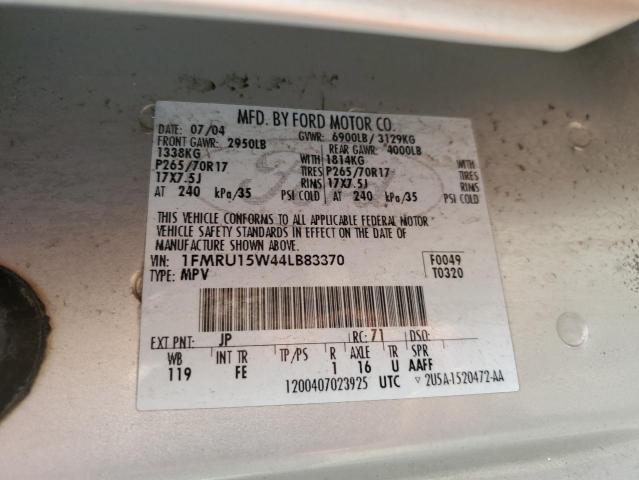 MFD. BY FORD MOTOR CO.
DATE: 07/04 GVWR: 6900LB/ 3129KG
FRONT GAWR: 2950LB REAR GAWR: 4000LB
1338KG WITH 1814KG WITH
P265/70R17 TIRES P265/70R17 TIRES
17X7.5J RIMS 17X7.5J RIMS
AT 240 kPa/35 PSI COLD AT 240 kPa/35 PSI COLD
THIS VEHICLE CONFORMS TO ALL APPLICABLE FEDERAL MOTOR
VEHICLE SAFETY STANDARDS IN EFFECT ON THE DATE OF
MANUFACTURE SHOWN ABOVE.
VIN: 1FMRU15W44LB83370 F0049
TYPE: MPV T0320
EXT PNT: JP RC: 71 DSO:
WB INT TR TP/PS R AXLE TR SPR
119 FE 1 16 U AAFF
1200407023925 UTC ▽ 2U5A-1520472-AA